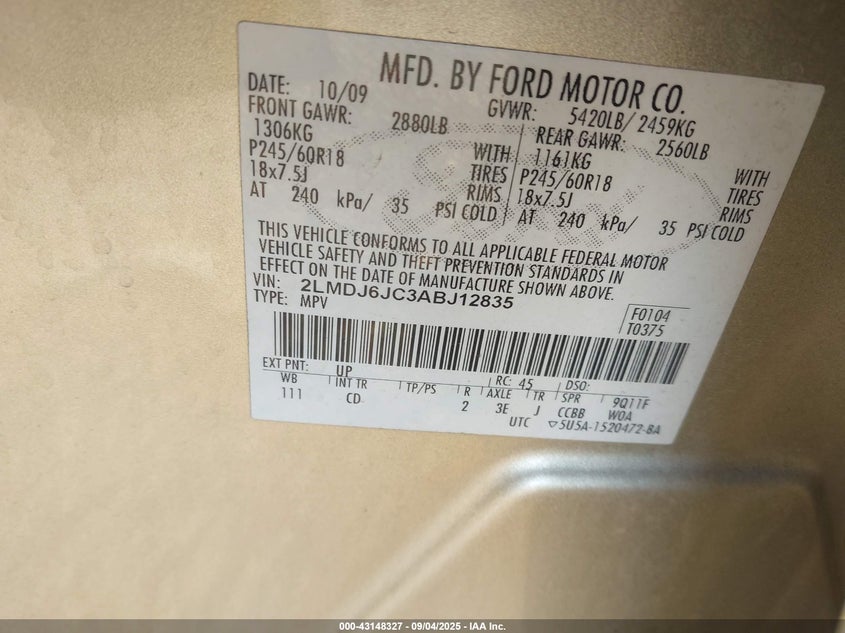 MFD. BY FORD MOTOR CO.
DATE: 10/09 GVWR: 5420LB/ 2459KG
FRONT GAWR: 2880LB REAR GAWR: 2560LB
1306KG WITH 1161KG WITH
P245/60R18 TIRES P245/60R18 TIRES
18x7.5J RIMS 18x7.5J RIMS
AT 240 kPa/ 35 PSI COLD AT 240 kPa/ 35 PSI COLD
THIS VEHICLE CONFORMS TO ALL APPLICABLE FEDERAL MOTOR
VEHICLE SAFETY AND THEFT PREVENTION STANDARDS IN
EFFECT ON THE DATE OF MANUFACTURE SHOWN ABOVE.
VIN: 2LMDJ6JC3ABJ12835
TYPE: MPV
F0104
T0375
EXT PNT: UP RC: 45 DSO:
WB INT TR TP/PS R AXLE TR SPR 9Q11F
111 CD 2 3E J CCBB WOA
UTC ▽5U5A-1520472-BA
000-43148327 - 09/04/2025 - IAA Inc.